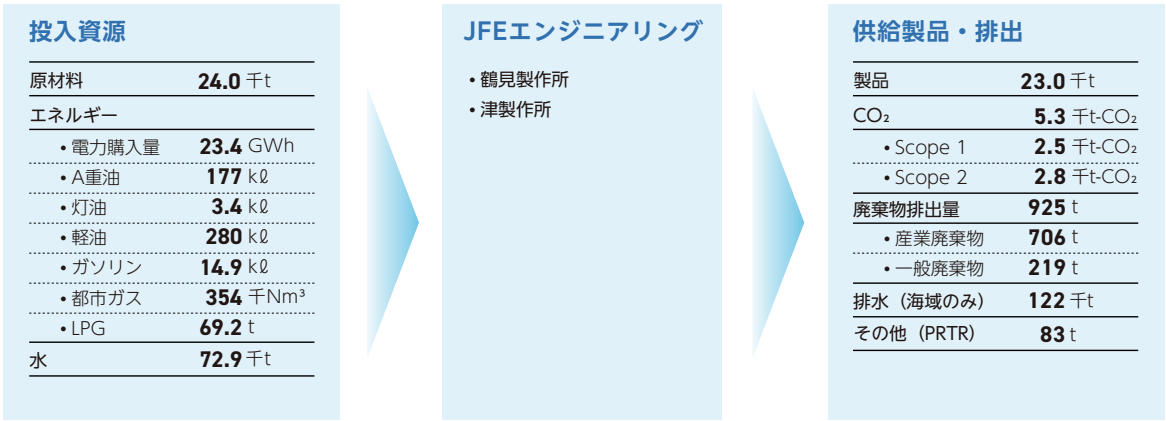 投入資源
原材料 24.0 千t
エネルギー
•電力購入量 23.4 GWh
•A重油 177 kℓ
•灯油 3.4 kℓ
•軽油 280 kℓ
•ガソリン 14.9 kℓ
•都市ガス 354 千Nm³
•LPG 69.2 t
水 72.9 千t
JFEエンジニアリング
•鶴見製作所
•津製作所
供給製品・排出
製品 23.0 千t
CO₂ 5.3 千t-CO₂
•Scope 1 2.5 千t-CO₂
•Scope 2 2.8 千t-CO₂
廃棄物排出量 925 t
•産業廃棄物 706 t
•一般廃棄物 219 t
排水（海域のみ） 122 千t
その他（PRTR） 83 t